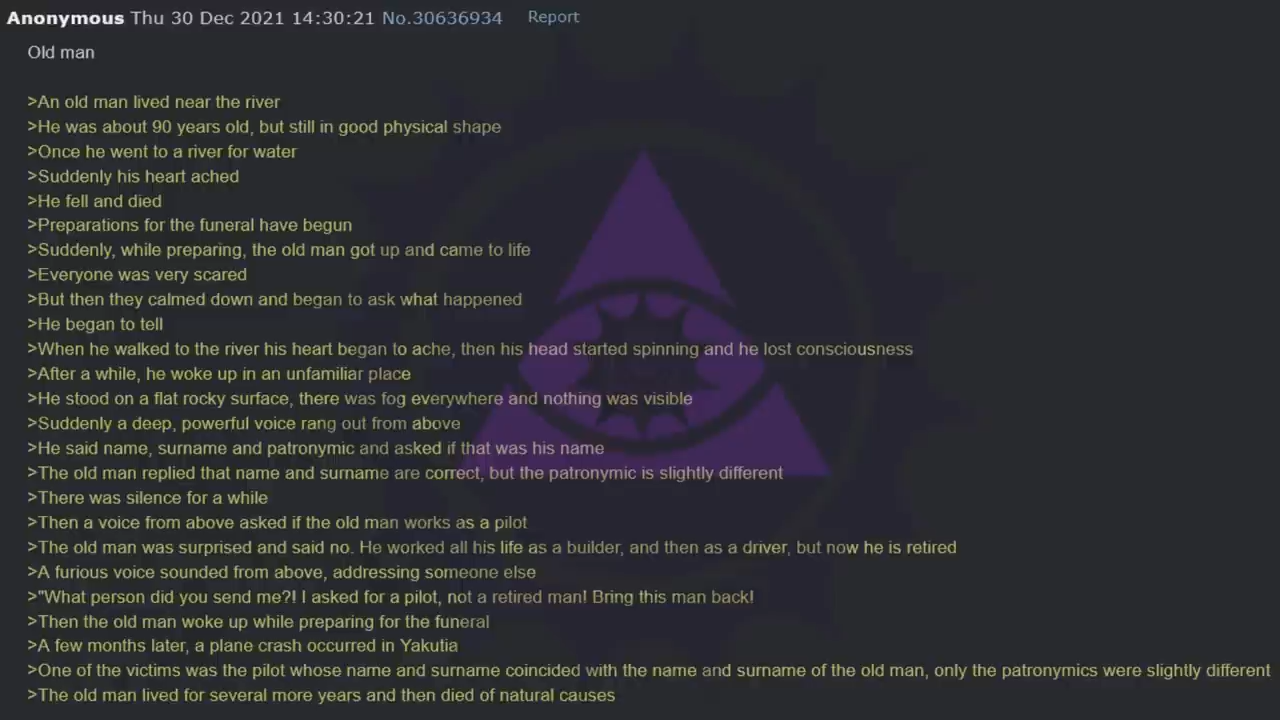 Anonymous Thu 30 Dec 2021 14:30:21 No.30636934 Report
Old man
>An old man lived near the river
>He was about 90 years old, but still in good physical shape
>Once he went to a river for water
>Suddenly his heart ached
>He fell and died
>Preparations for the funeral have begun
>Suddenly, while preparing, the old man got up and came to life
>Everyone was very scared
>But then they calmed down and began to ask what happened
>He began to tell
>When he walked to the river his heart began to ache, then his head started spinning and he lost consciousness
>After a while, he woke up in an unfamiliar place
>He stood on a flat rocky surface, there was fog everywhere and nothing was visible
>Suddenly a deep, powerful voice rang out from above
>He said name, surname and patronymic and asked if that was his name
>The old man replied that name and surname are correct, but the patronymic is slightly different
>There was silence for a while
>Then a voice from above asked if the old man works as a pilot
>The old man was surprised and said no. He worked all his life as a builder, and then as a driver, but now he is retired
>A furious voice sounded from above, addressing someone else
>"What person did you send me?! I asked for a pilot, not a retired man! Bring this man back!
>Then the old man woke up while preparing for the funeral
>A few months later, a plane crash occurred in Yakutia
>One of the victims was the pilot whose name and surname coincided with the name and surname of the old man, only the patronymics were slightly different
>The old man lived for several more years and then died of natural causes